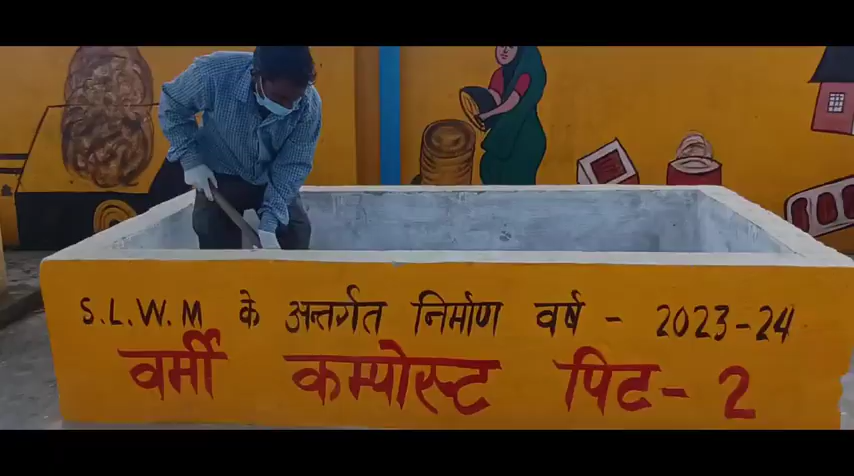 S.L.W.M के अन्तर्गत निर्माण वर्ष - 2023-24
वर्मी कम्पोस्ट पिट-2